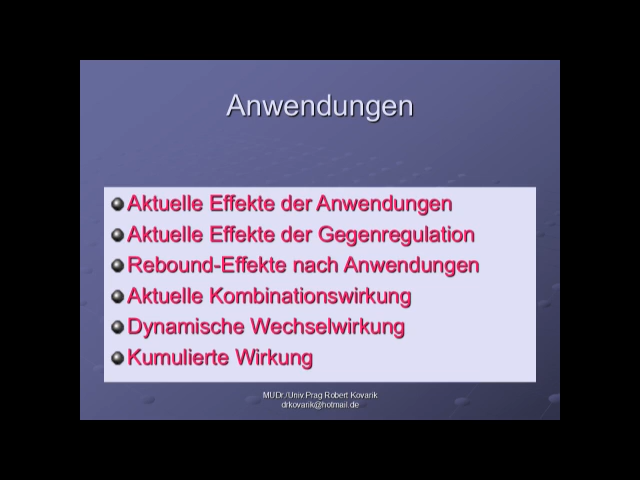 Anwendungen
Aktuelle Effekte der Anwendungen
Aktuelle Effekte der Gegenregulation
Rebound-Effekte nach Anwendungen
Aktuelle Kombinationswirkung
Dynamische Wechselwirkung
Kumulierte Wirkung
MUDr./Univ.Prag Robert Kovarik
drkovarik@hotmail.de